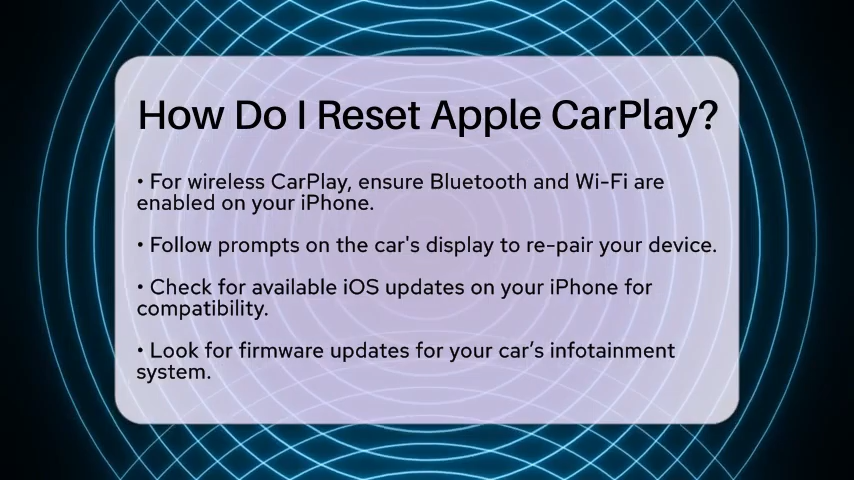 How Do I Reset Apple CarPlay?
• For wireless CarPlay, ensure Bluetooth and Wi-Fi are
enabled on your iPhone.
• Follow prompts on the car's display to re-pair your device.
• Check for available iOS updates on your iPhone for
compatibility.
• Look for firmware updates for your car’s infotainment
system.